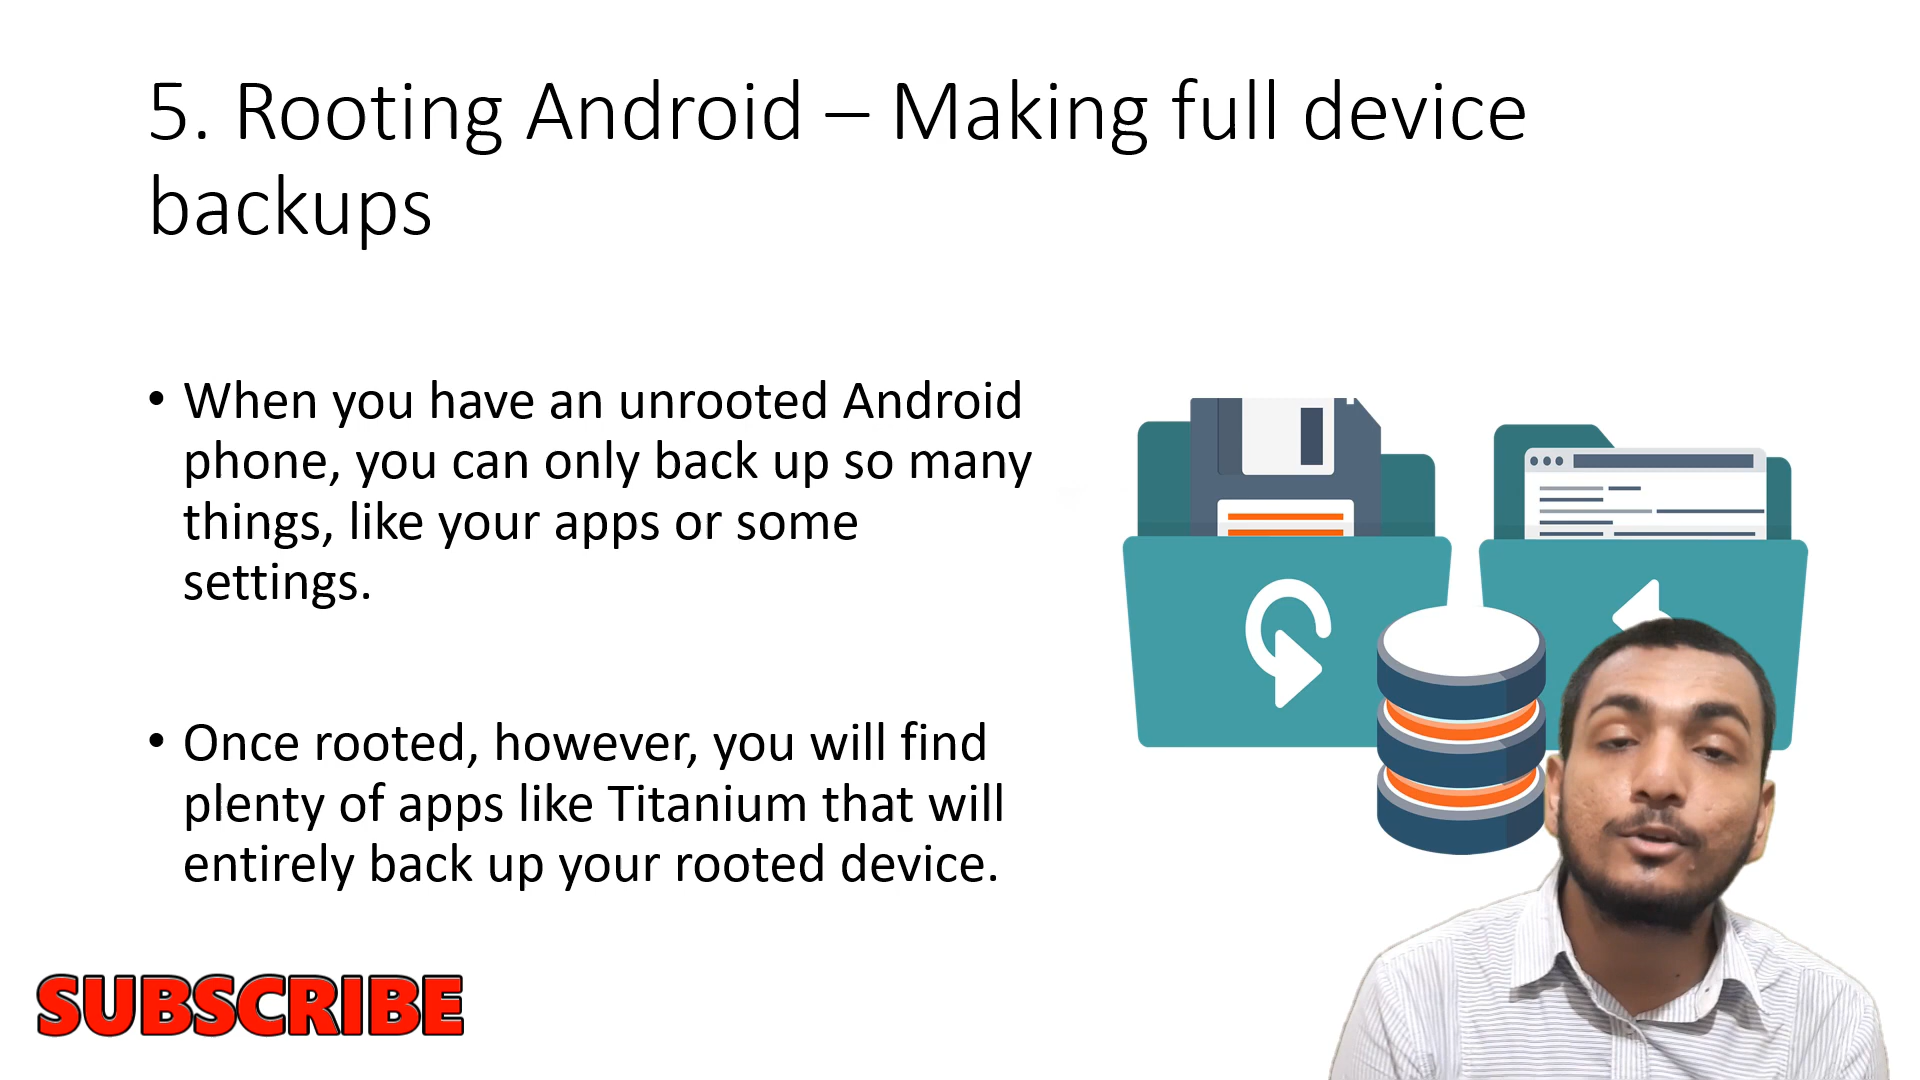 5. Rooting Android – Making full device
backups
• When you have an unrooted Android
phone, you can only back up so many
things, like your apps or some
settings.
• Once rooted, however, you will find
plenty of apps like Titanium that will
entirely back up your rooted device.
SUBSCRIBE